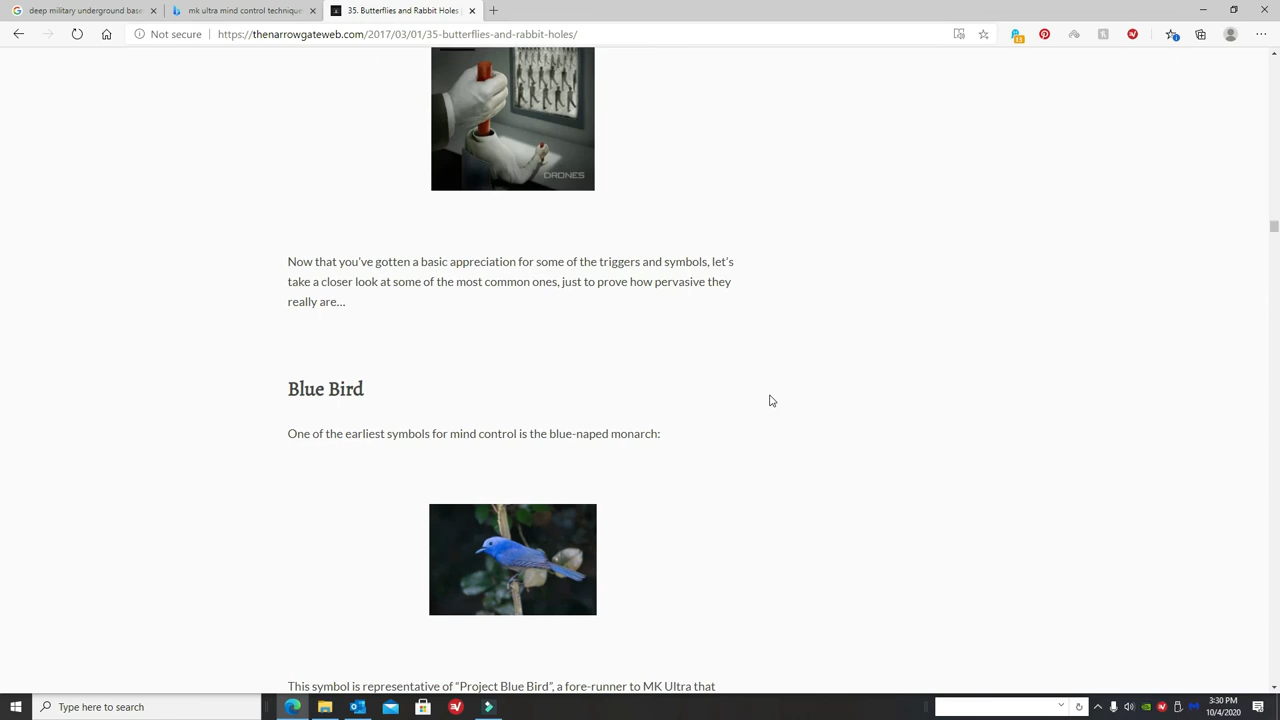 deep military underground base
mk ultra mind control technique
35. Butterflies and Rabbit Holes
Not secure
https://thenarrowgateweb.com/2017/03/01/35-butterflies-and-rabbit-holes/
13
DRONES
Now that you've gotten a basic appreciation for some of the triggers and symbols, let's
take a closer look at some of the most common ones, just to prove how pervasive they
really are…
Blue Bird
One of the earliest symbols for mind control is the blue-naped monarch:
This symbol is representative of “Project Blue Bird”, a fore-runner to MK Ultra that
Type here to search
3:30 PM
10/4/2020